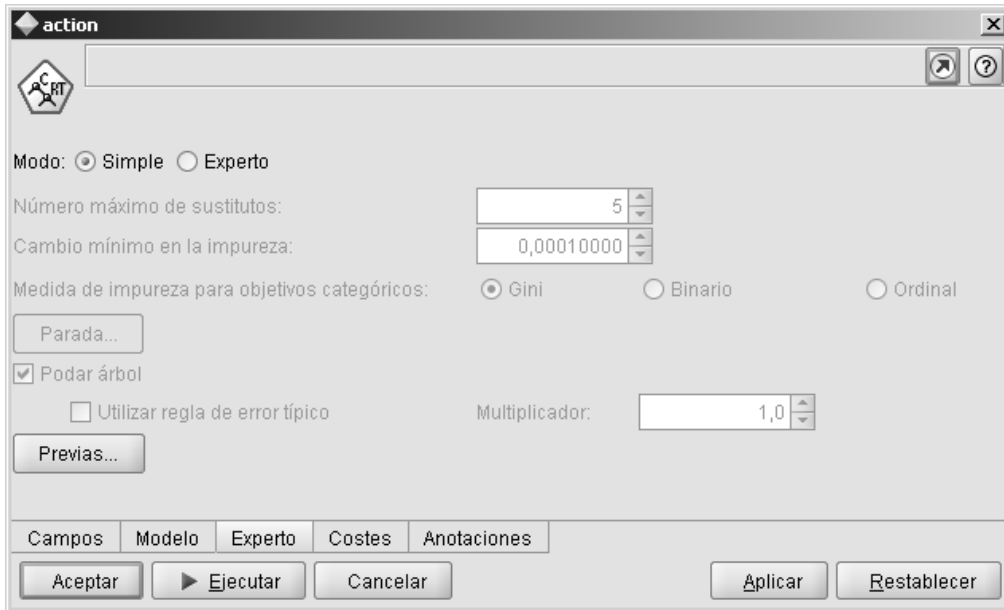 action
C RT
Modo: Simple Experto
Número máximo de sustitutos: 5
Cambio mínimo en la impureza: 0,00010000
Medida de impureza para objetivos categóricos: Gini Binario Ordinal
Parada...
Podar árbol
Utilizar regla de error típico Multiplicador: 1,0
Previas...
Campos Modelo Experto Costes Anotaciones
Aceptar Ejecutar Cancelar Aplicar Restablecer